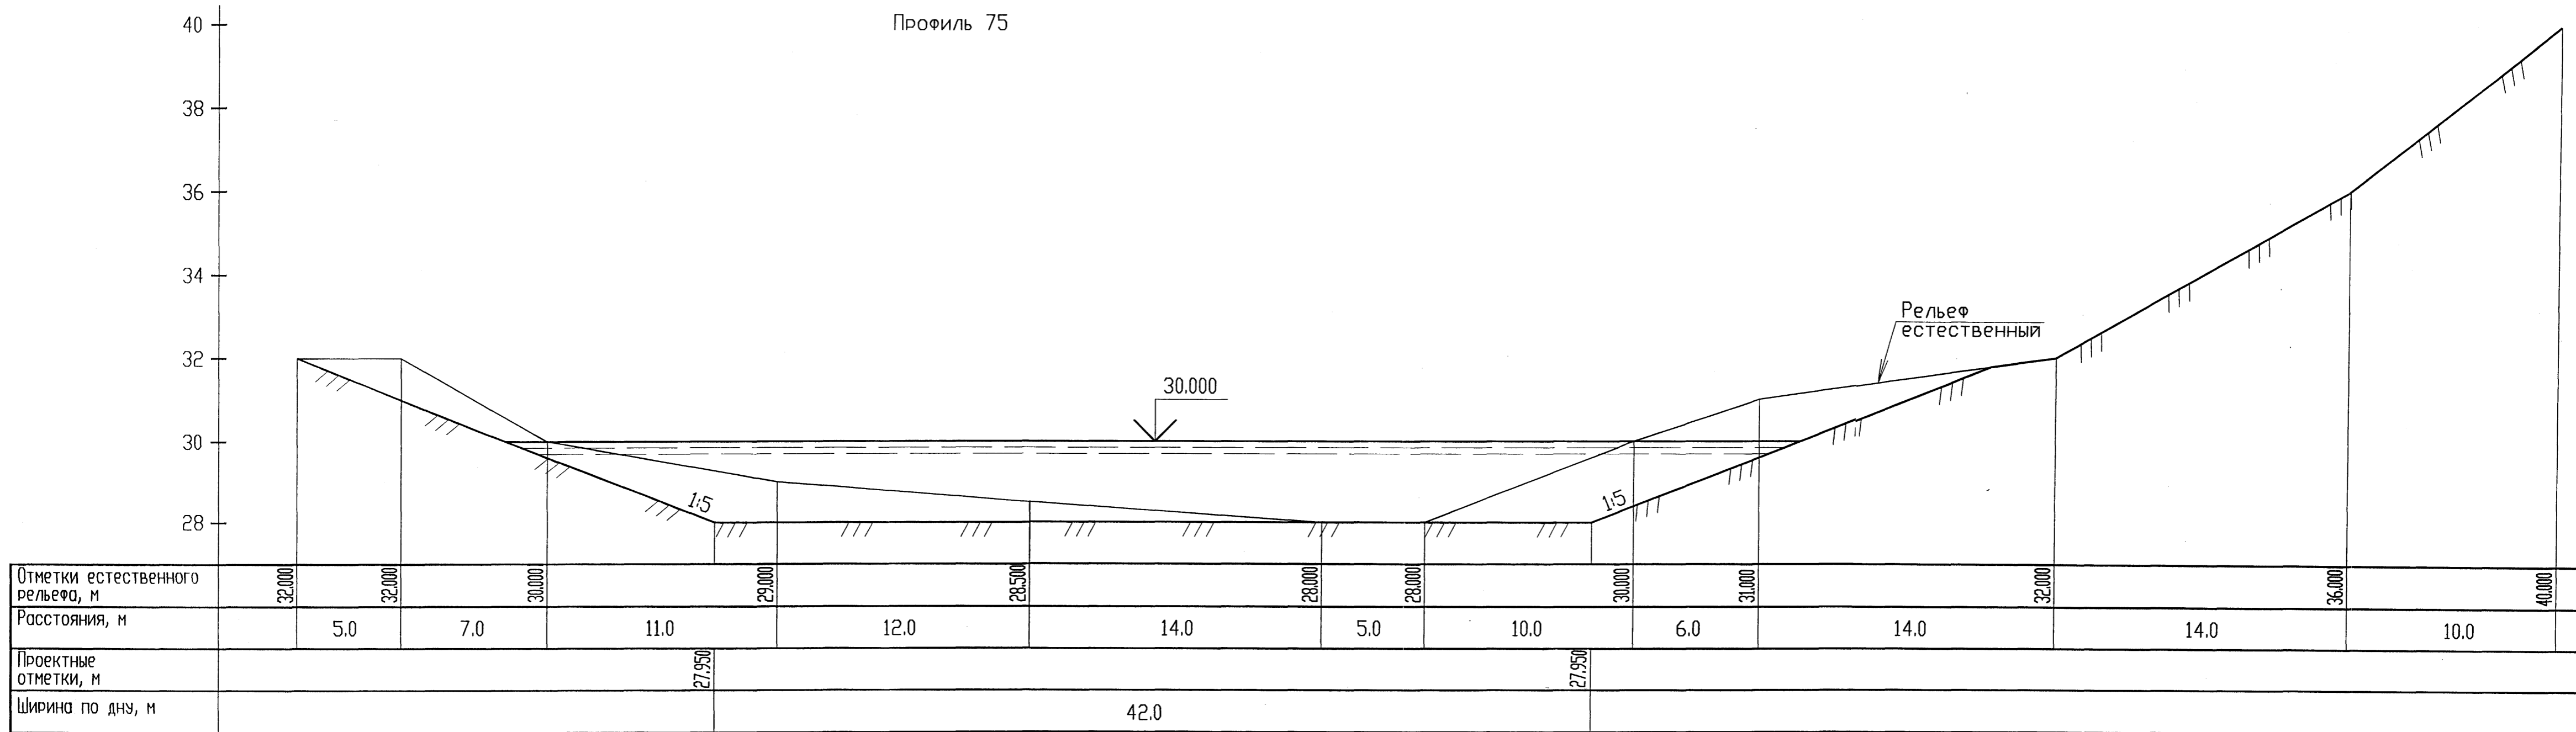 Профиль 75
40
38
36
34
32
30
28
Рельеф
естественный
30.000
1:5
1:5
Отметки естественного
рельефа, м
32.000 32.000 30.000 29.000 28.500 28.000 28.000 30.000 31.000 32.000 36.000 40.000
Расстояния, м
5.0 7.0 11.0 12.0 14.0 5.0 10.0 6.0 14.0 14.0 10.0
Проектные
отметки, м
27.950 27.950
Ширина по дну, м
42.0